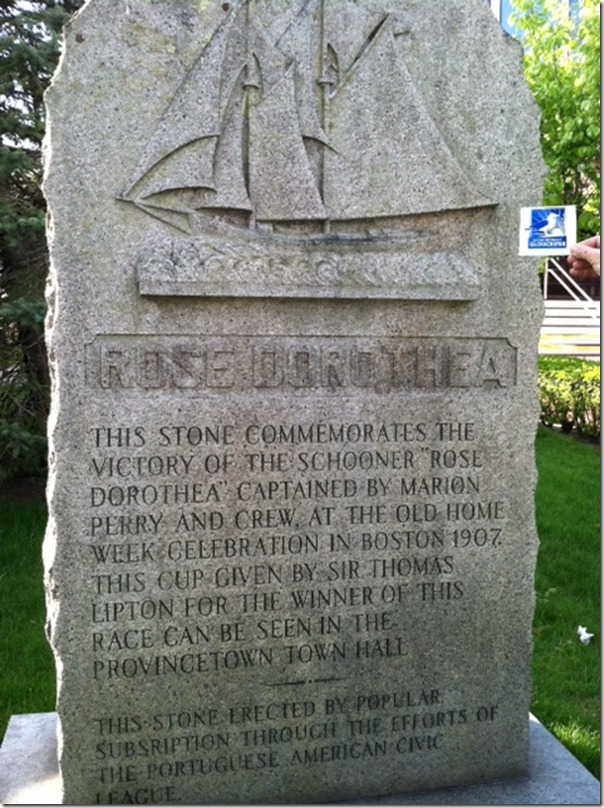 GLOUCESTER
ROSE DOROTHEA
THIS STONE COMMEMORATES THE
VICTORY OF THE SCHOONER "ROSE
DOROTHEA". CAPTAINED BY MARION
PERRY AND CREW, AT THE OLD HOME
WEEK CELEBRATION IN BOSTON 1907.
THIS CUP GIVEN BY SIR THOMAS
LIPTON FOR THE WINNER OF THIS
RACE CAN BE SEEN IN THE
PROVINCETOWN TOWN HALL
THIS STONE ERECTED BY POPULAR
SUBSRIPTION THROUGH THE EFFORTS OF
THE PORTUGUESE AMERICAN CIVIC
LEAGUE.